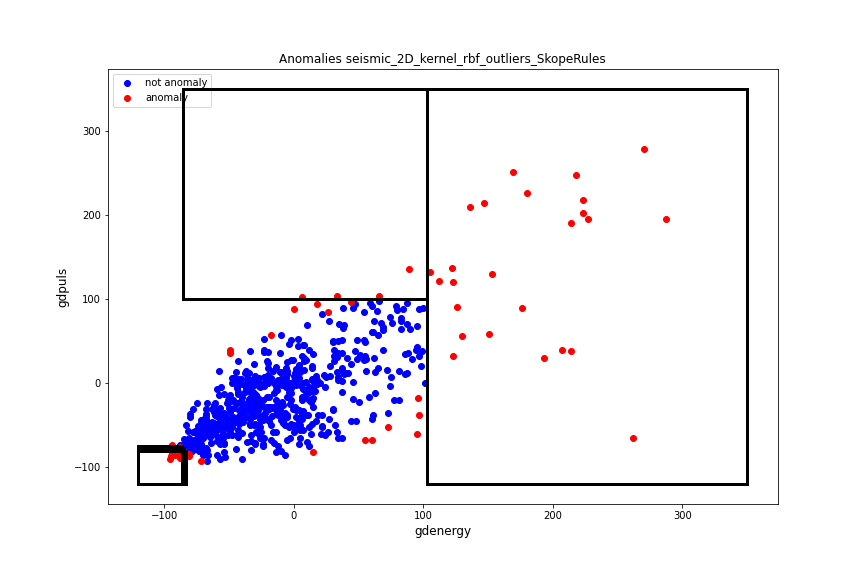 Anomalies seismic_2D_kernel_rbf_outliers_SkopeRules
not anomaly
anomaly
300
200
100
0
−100
gdpuls
−100
0
100
200
300
gdenergy